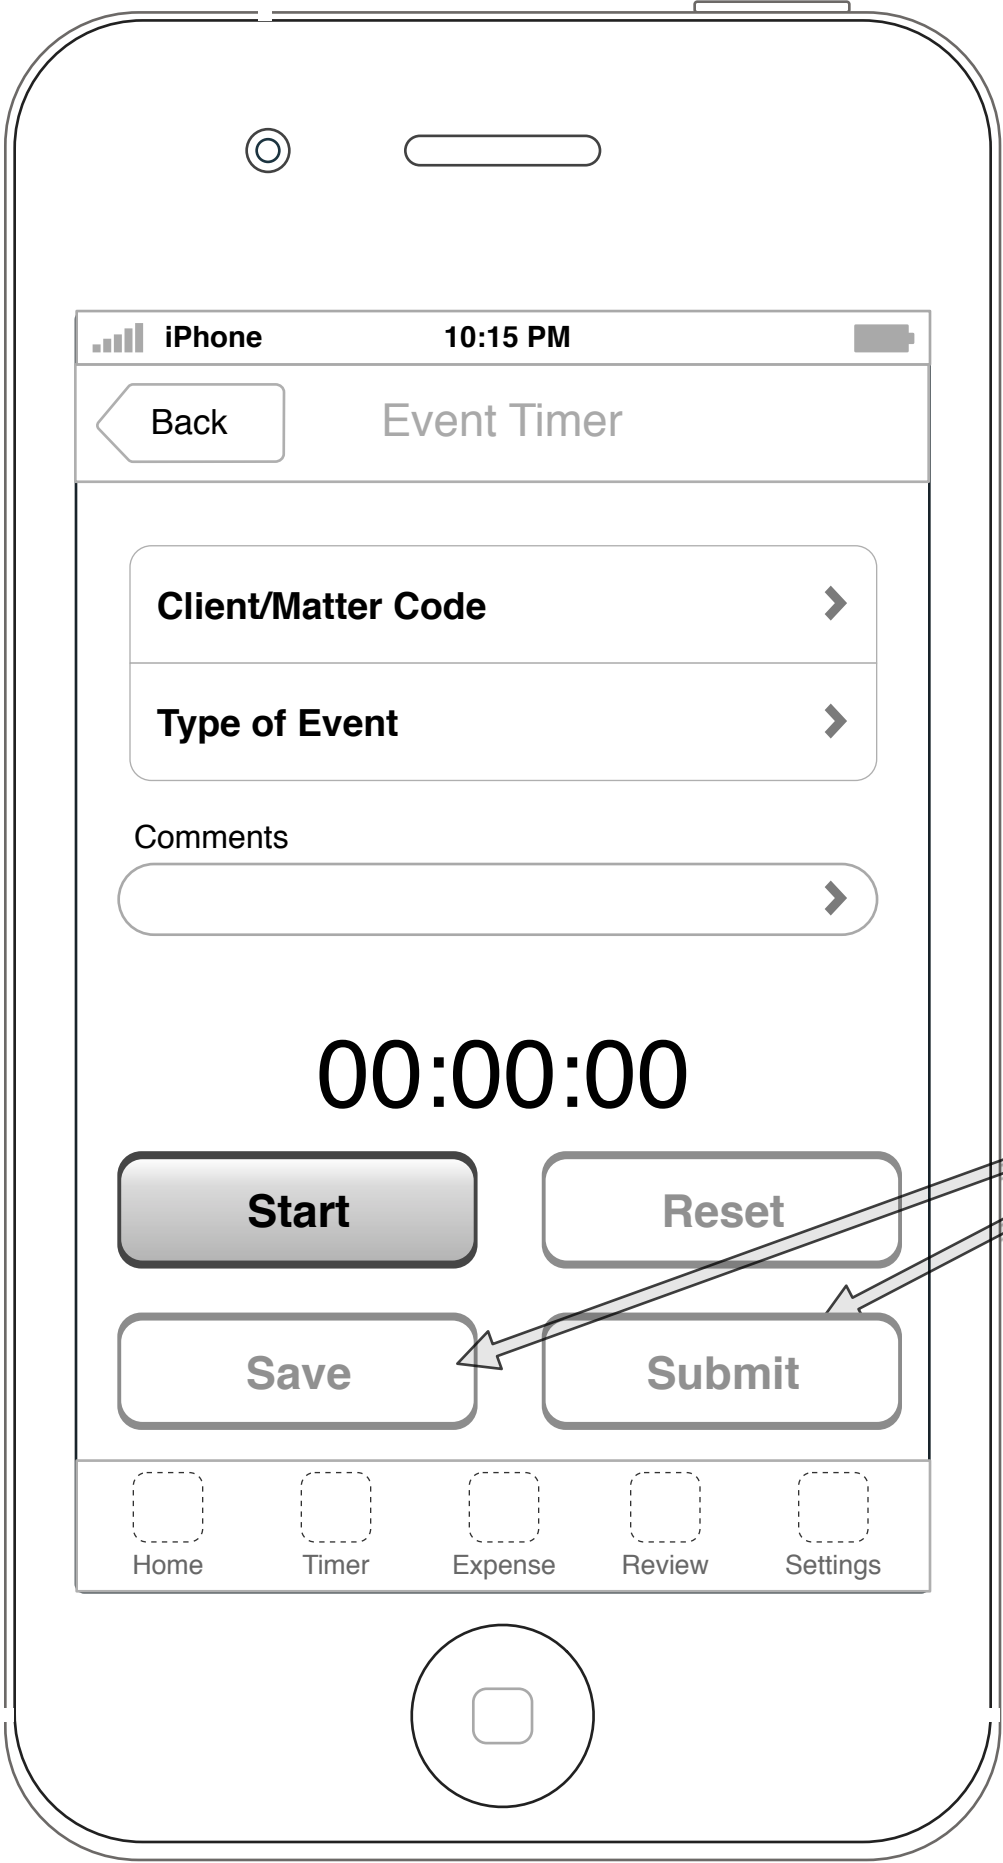 iPhone 10:15 PM
Back Event Timer
Client/Matter Code
Type of Event
Comments
00:00:00
Start Reset
Save Submit
Home Timer Expense Review Settings